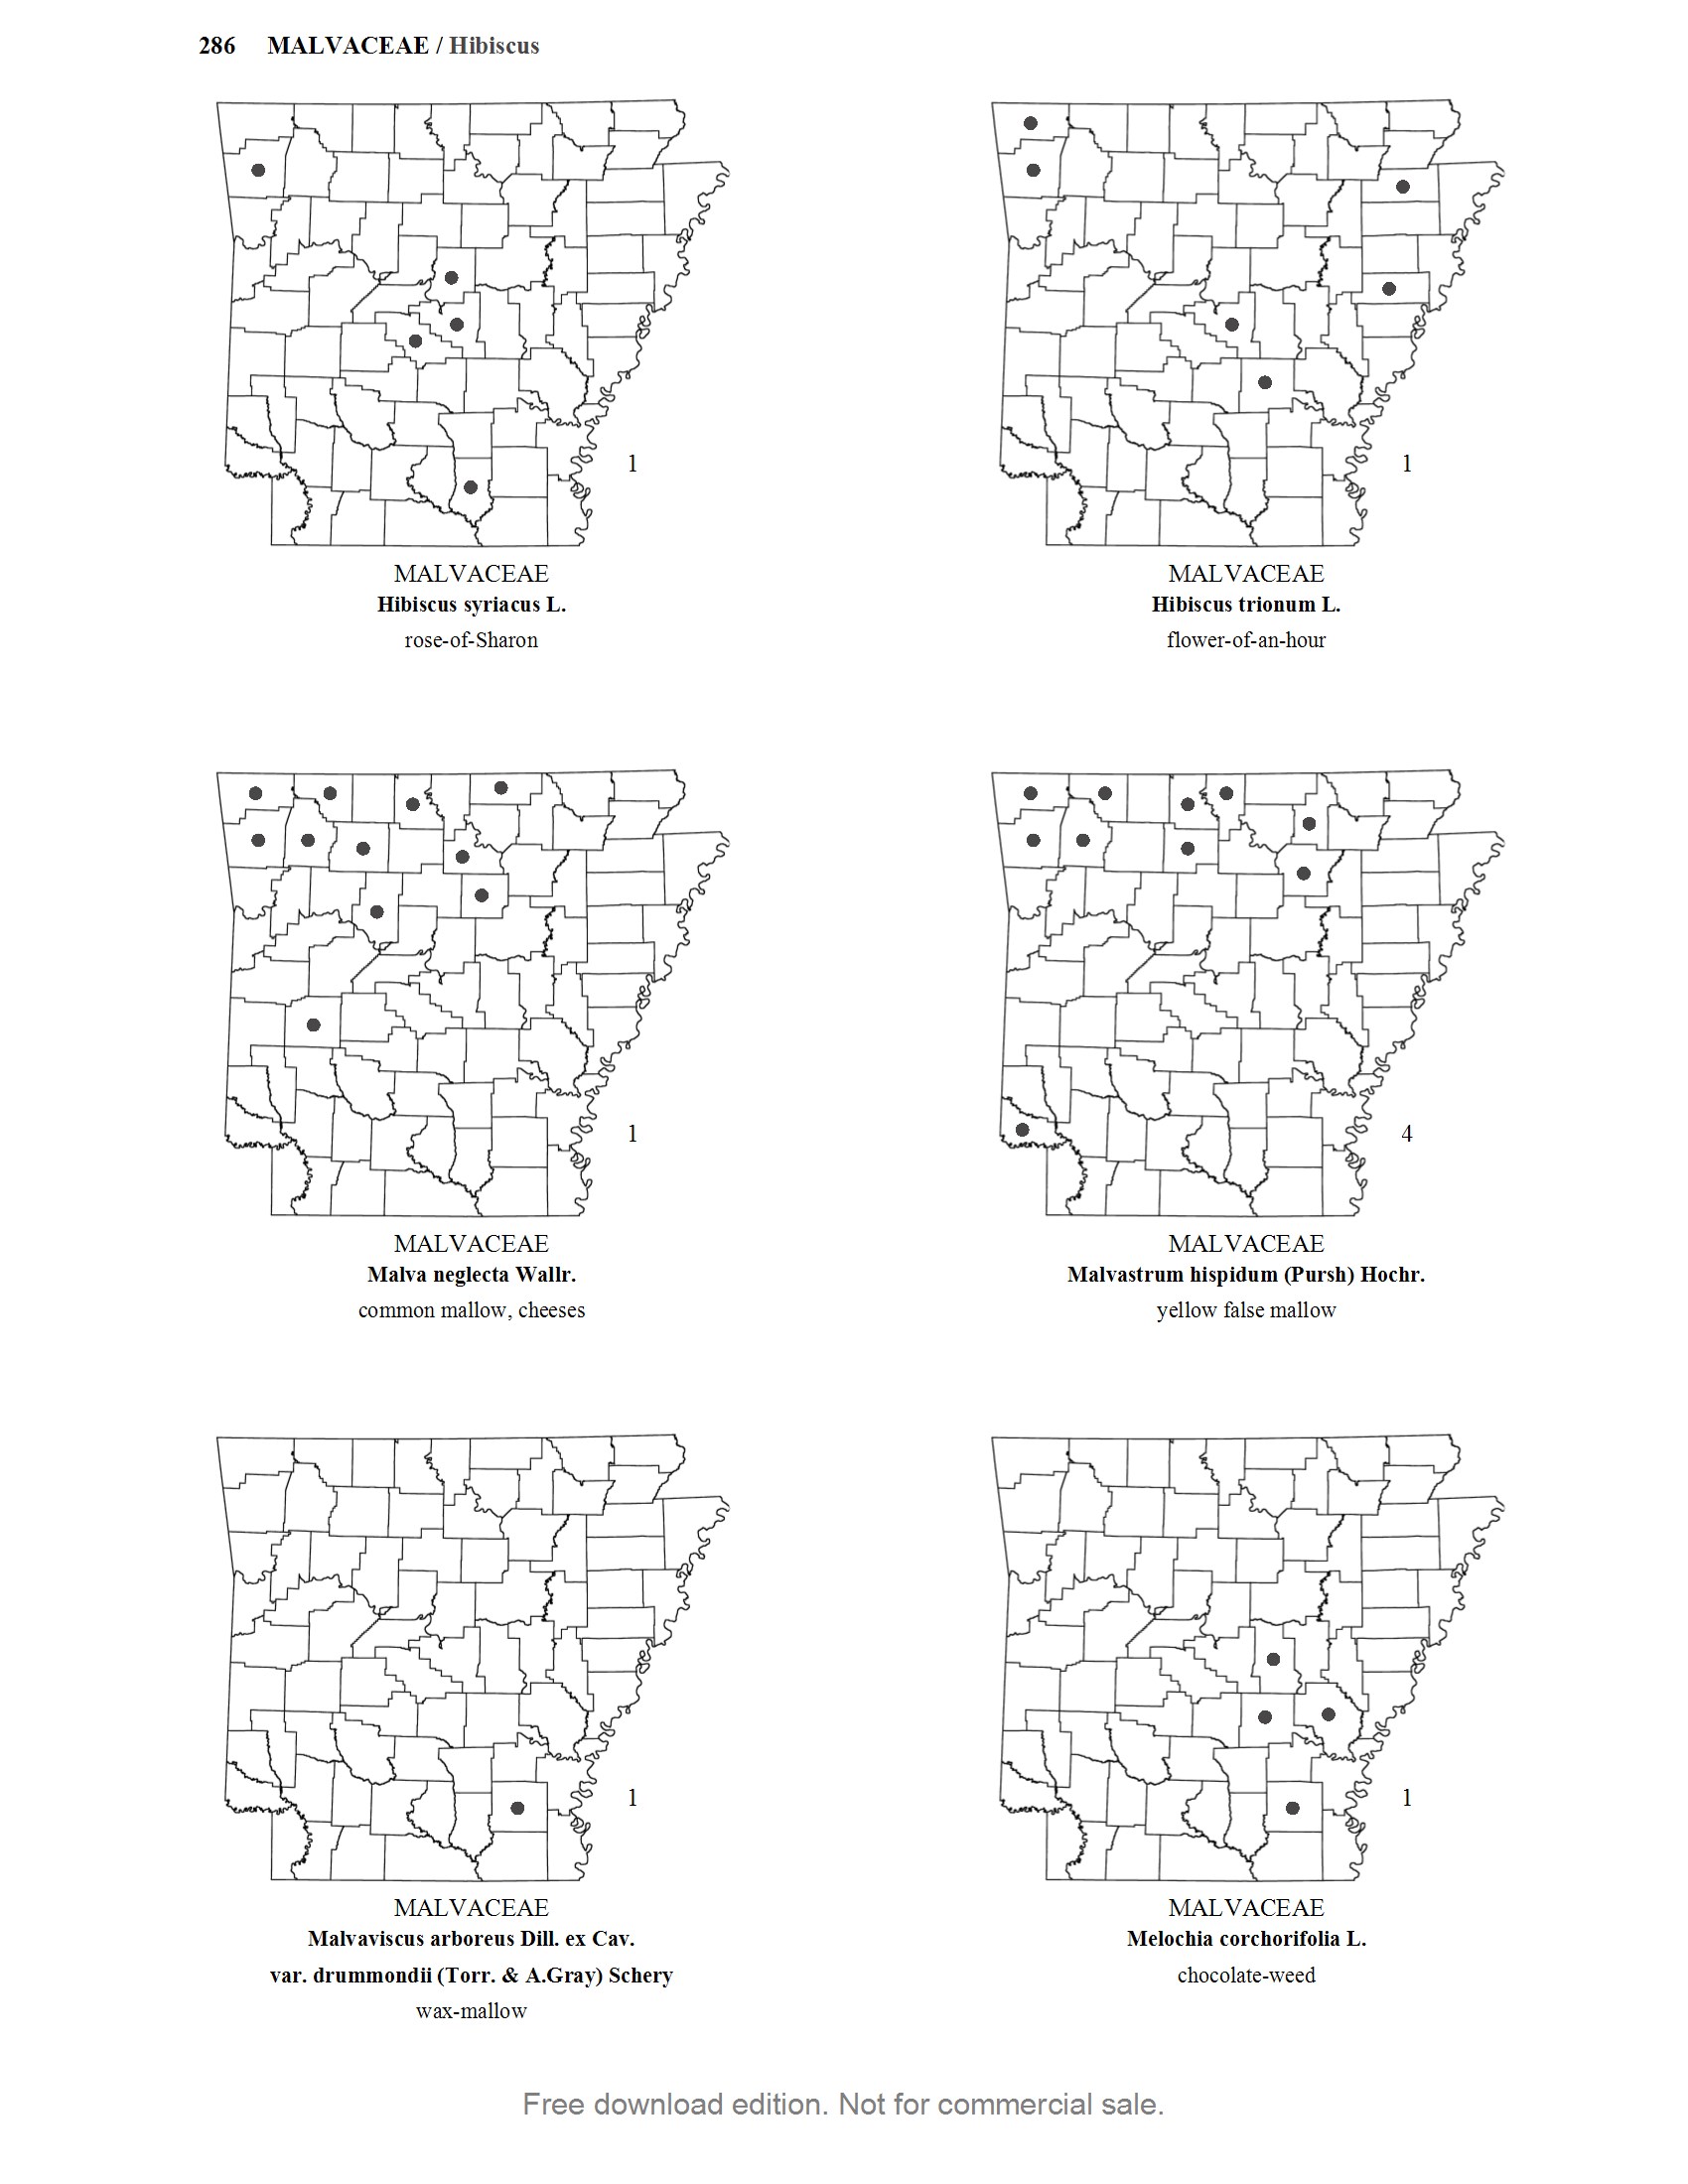 286 MALVACEAE / Hibiscus
1
MALVACEAE
Hibiscus syriacus L.
rose-of-Sharon
1
MALVACEAE
Hibiscus trionum L.
flower-of-an-hour
1
MALVACEAE
Malva neglecta Wallr.
common mallow, cheeses
4
MALVACEAE
Malvastrum hispidum (Pursh) Hochr.
yellow false mallow
1
MALVACEAE
Malvaviscus arboreus Dill. ex Cav.
var. drummondii (Torr. & A.Gray) Schery
wax-mallow
1
MALVACEAE
Melochia corchorifolia L.
chocolate-weed
Free download edition. Not for commercial sale.